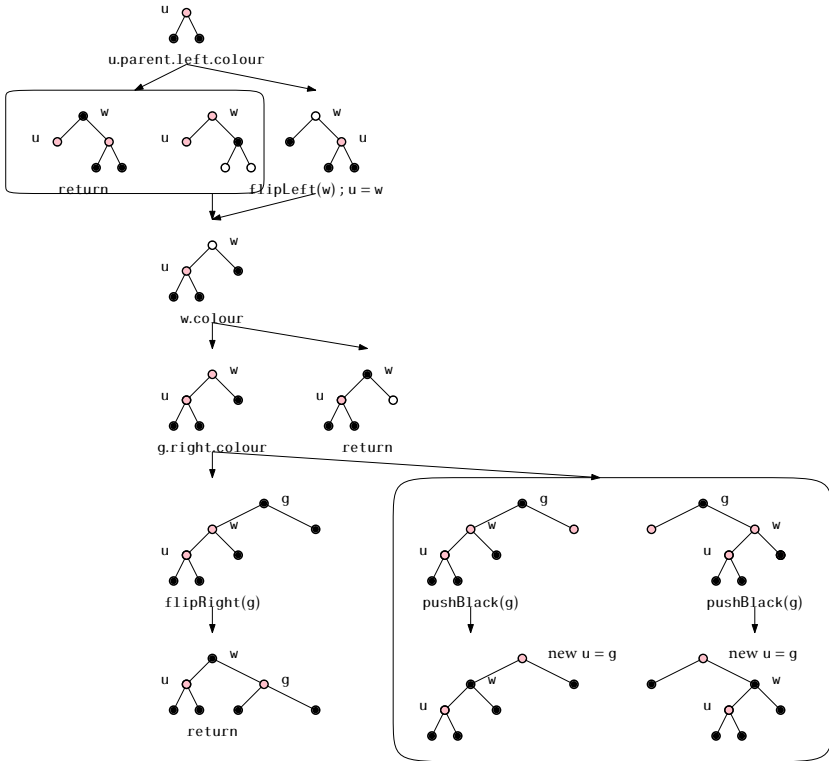 u
u.parent.left.colour
w w w
u u u
return flipLeft(w) ; u = w
w
u
w.colour
w w
u u
g.right.colour return
g g g
w w w
u u u
flipRight(g) pushBlack(g) pushBlack(g)
w new u = g new u = g
u g w w
u u
return